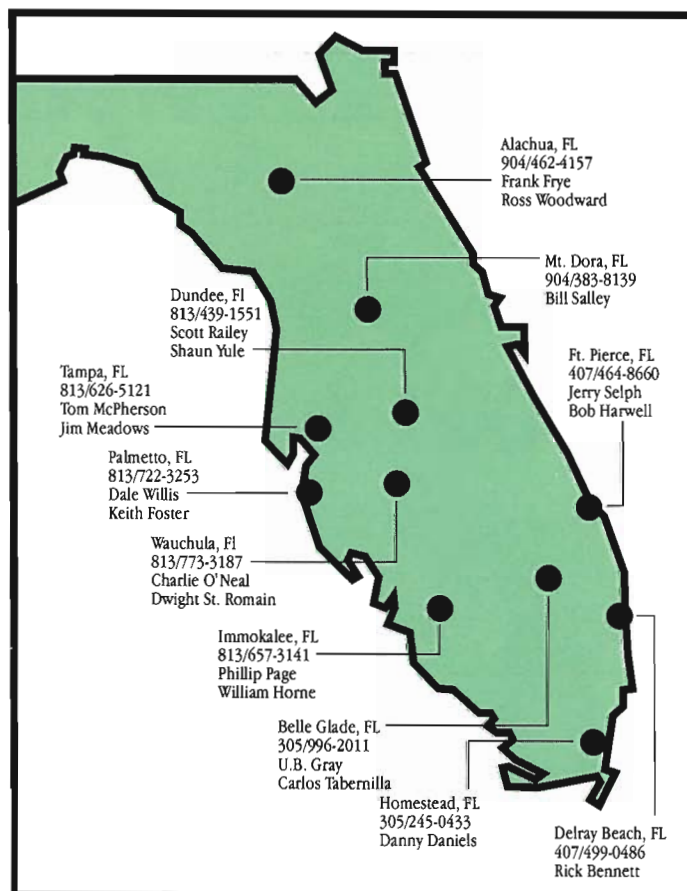 Alachua, FL
904/462-4157
Frank Frye
Ross Woodward
Mt. Dora, FL
904/383-8139
Bill Salley
Dundee, Fl
813/439-1551
Scott Railey
Shaun Yule
Ft. Pierce, FL
407/464-8660
Jerry Selph
Bob Harwell
Tampa, FL
813/626-5121
Tom McPherson
Jim Meadows
Palmetto, FL
813/722-3253
Dale Willis
Keith Foster
Wauchula, Fl
813/773-3187
Charlie O'Neal
Dwight St. Romain
Immokalee, FL
813/657-3141
Phillip Page
William Horne
Belle Glade, FL
305/996-2011
U.B. Gray
Carlos Tabernilla
Homestead, FL
305/245-0433
Danny Daniels
Delray Beach, FL
407/499-0486
Rick Bennett